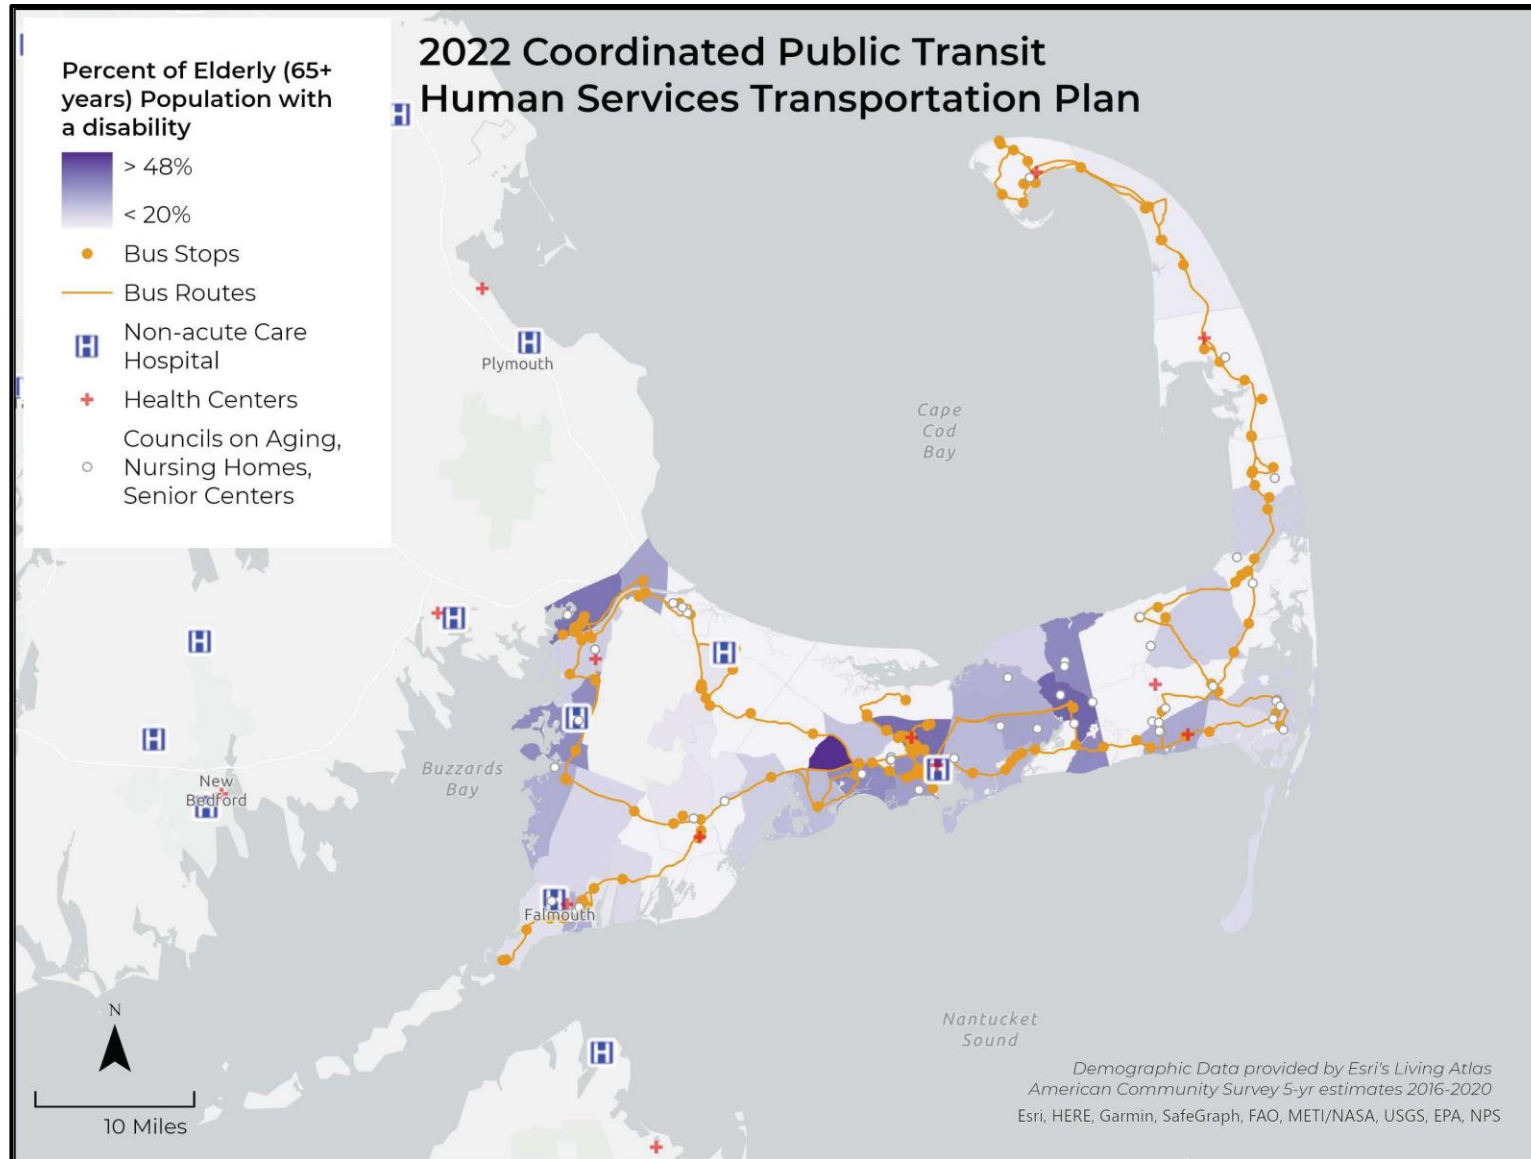 2022 Coordinated Public Transit
Human Services Transportation Plan
Percent of Elderly (65+
years) Population with
a disability
> 48%
< 20%
Bus Stops
Bus Routes
H
Non-acute Care
Hospital
Health Centers
Councils on Aging,
Nursing Homes,
Senior Centers
H
H
Plymouth
Cape
Cod
Bay
H
H
H
H
H
Buzzards
Bay
H
New
Bedford
H
H
Falmouth
N
10 Miles
H
Nantucket
Sound
Demographic Data provided by Esri's Living Atlas
American Community Survey 5-yr estimates 2016-2020
Esri, HERE, Garmin, SafeGraph, FAO, METI/NASA, USGS, EPA, NPS